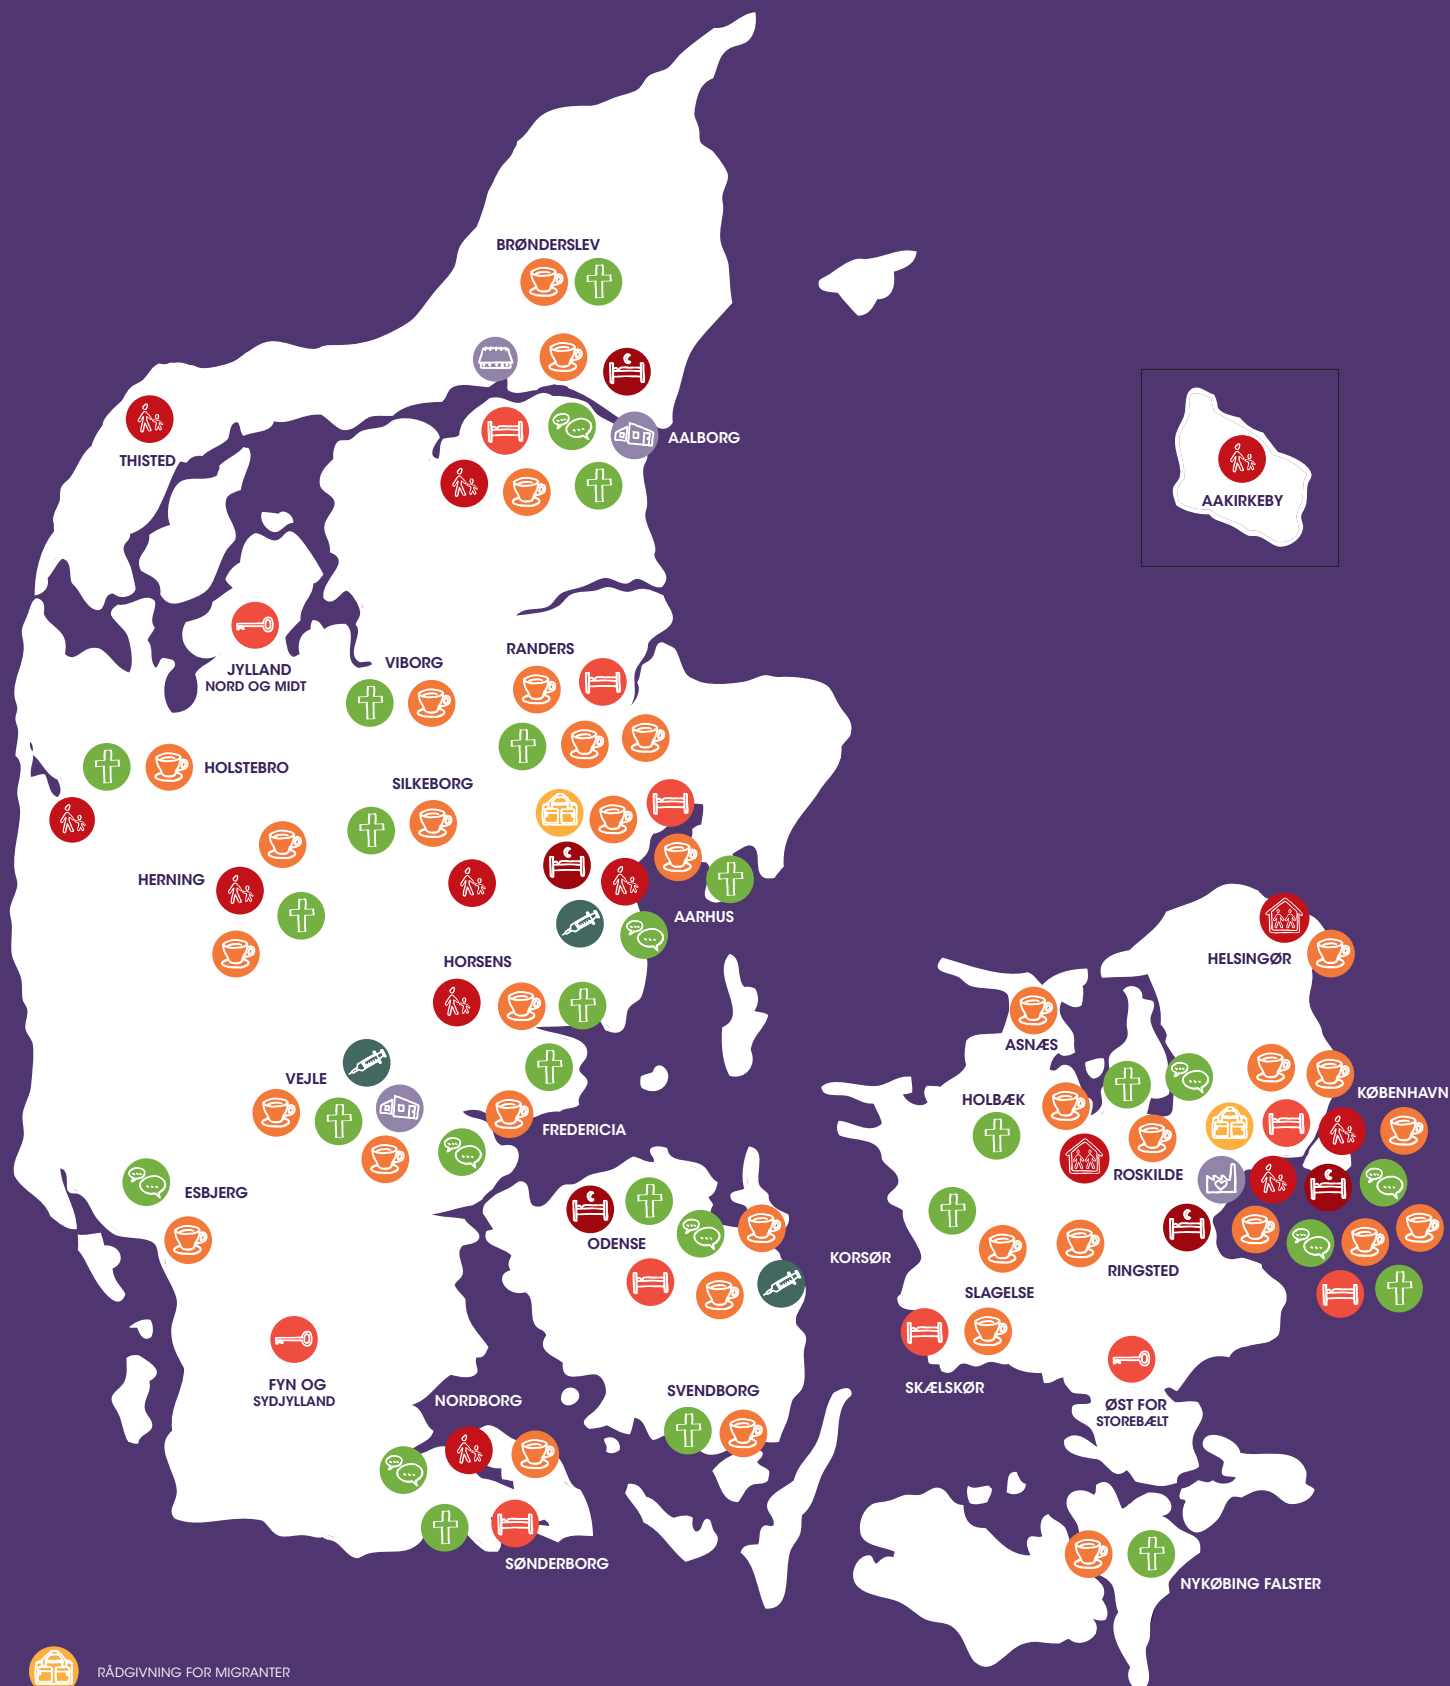 BRØNDERSLEV
AALBORG
THISTED
AAKIRKEBY
RANDERS
VIBORG
JYLLAND
NORD OG MIDT
HOLSTEBRO
SILKEBORG
HERNING
AARHUS
HORSENS
HELSINGØR
ASNÆS
VEJLE
KØBENHAVN
HOLBÆK
FREDERICIA
ROSKILDE
ESBJERG
ODENSE
KORSØR
RINGSTED
SLAGELSE
FYN OG
SYDJYLLAND
SKÆLSKØR
SVENDBORG
NORDBORG
ØST FOR
STOREBÆLT
SØNDERBORG
NYKØBING FALSTER
RÅDGIVNING FOR MIGRANTER